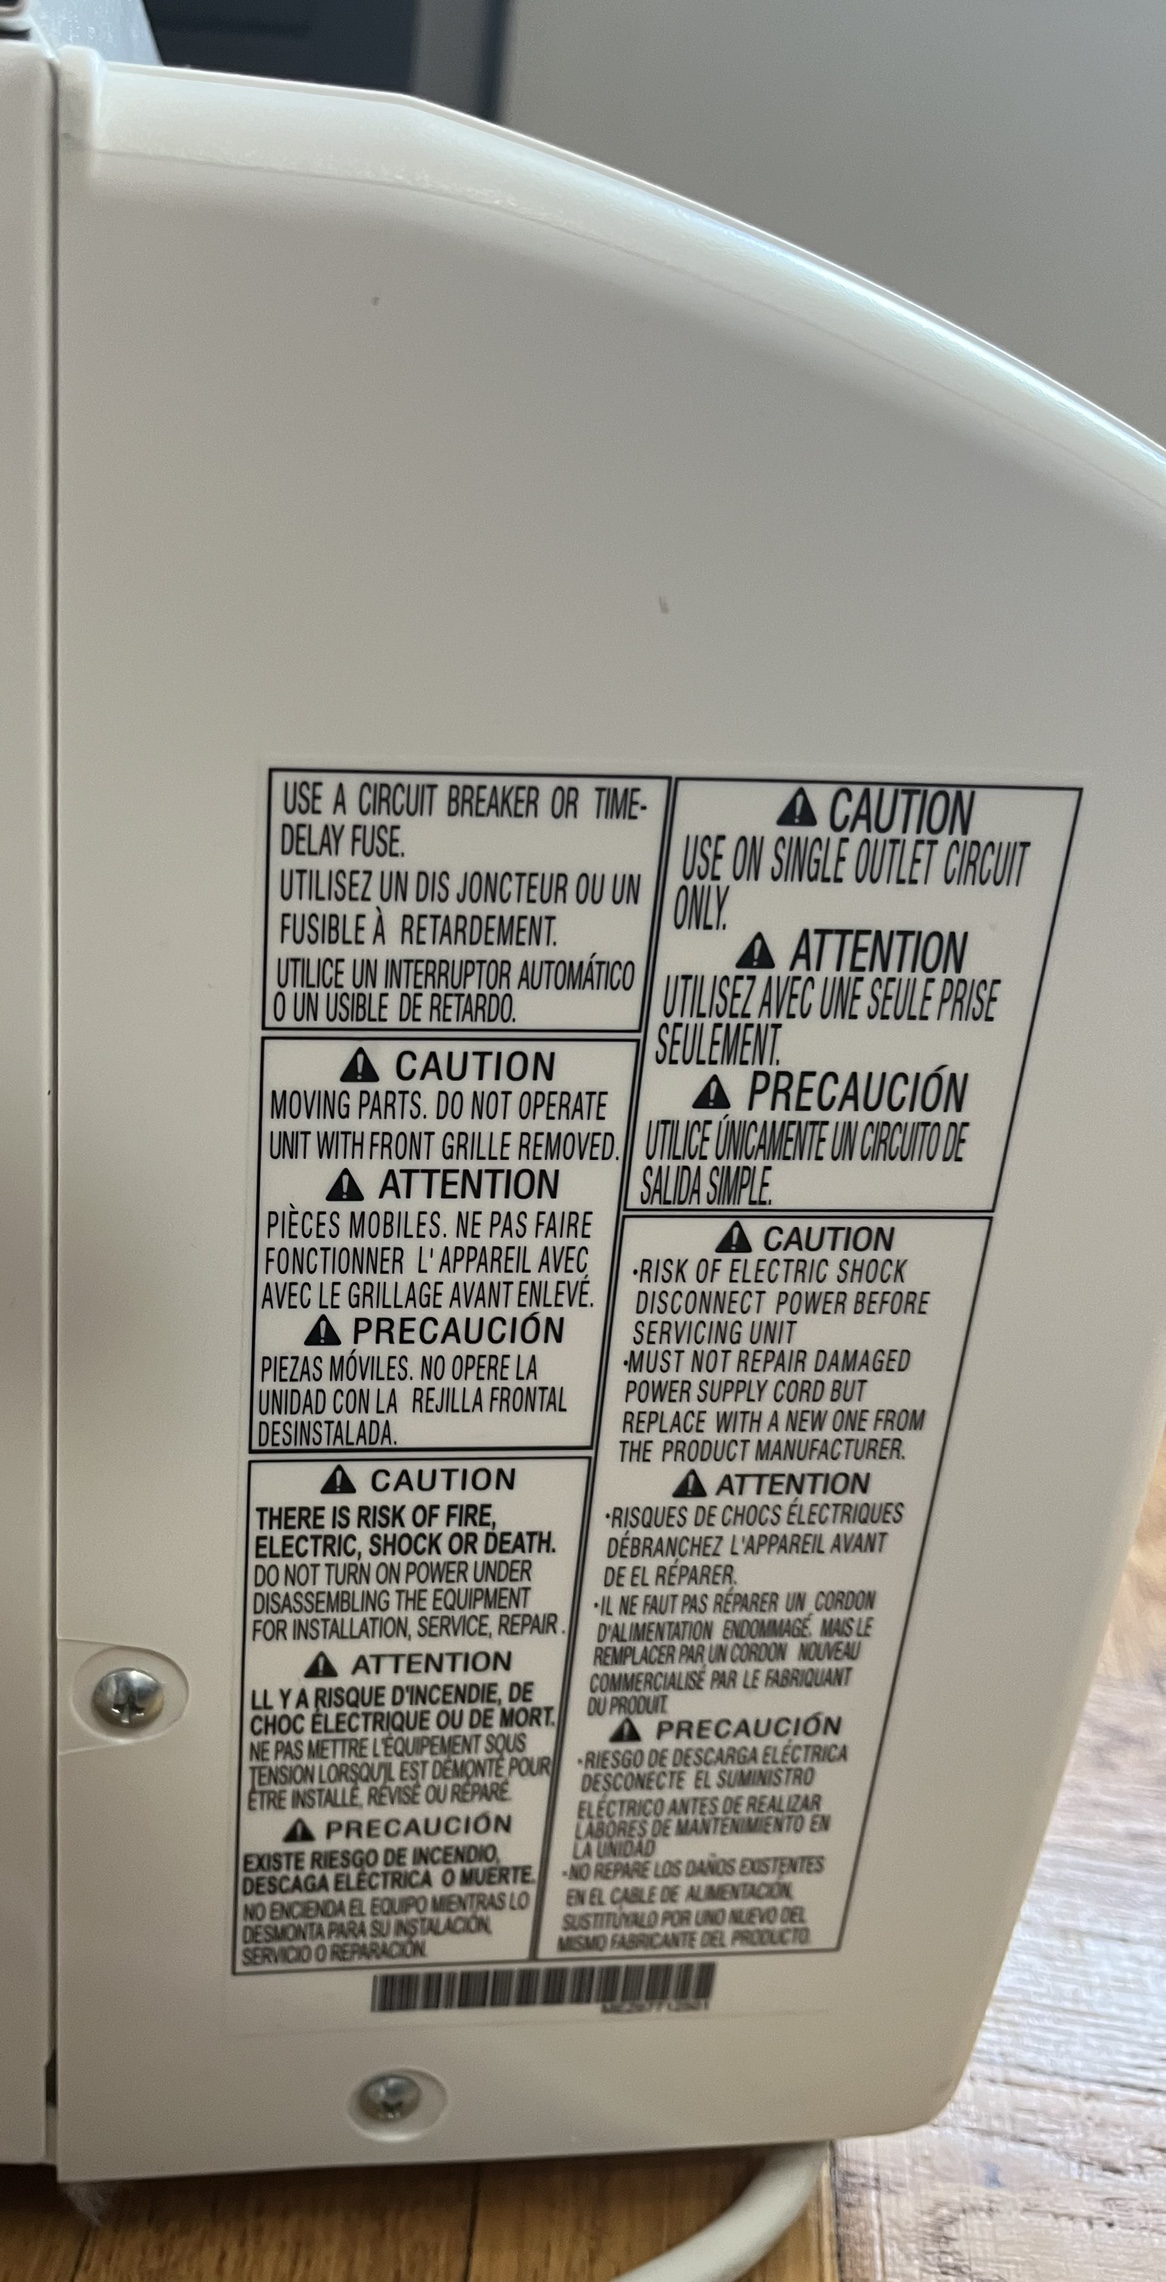 USE A CIRCUIT BREAKER OR TIME-
DELAY FUSE.
UTILISEZ UN DIS JONCTEUR OU UN
FUSIBLE À RETARDEMENT.
UTILICE UN INTERRUPTOR AUTOMÁTICO
O UN USIBLE DE RETARDO.
CAUTION
MOVING PARTS. DO NOT OPERATE
UNIT WITH FRONT GRILLE REMOVED.
ATTENTION
PIÈCES MOBILES. NE PAS FAIRE
FONCTIONNER L' APPAREIL AVEC
AVEC LE GRILLAGE AVANT ENLEVÉ.
PRECAUCIÓN
PIEZAS MÓVILES. NO OPERE LA
UNIDAD CON LA REJILLA FRONTAL
DESINSTALADA.
CAUTION
THERE IS RISK OF FIRE,
ELECTRIC, SHOCK OR DEATH.
DO NOT TURN ON POWER UNDER
DISASSEMBLING THE EQUIPMENT
FOR INSTALLATION, SERVICE, REPAIR.
ATTENTION
LL Y A RISQUE D'INCENDIE, DE
CHOC ÉLECTRIQUE OU DE MORT.
NE PAS METTRE L'ÉQUIPEMENT SOUS
TENSION LORSQU'IL EST DÉMONTÉ POUR
ÊTRE INSTALLÉ, RÉVISÉ OU RÉPARÉ.
PRECAUCIÓN
EXISTE RIESGO DE INCENDIO,
DESCAGA ELÉCTRICA O MUERTE.
NO ENCIENDA EL EQUIPO MIENTRAS LO
DESMONTA PARA SU INSTALACIÓN,
SERVICIO O REPARACIÓN.
CAUTION
USE ON SINGLE OUTLET CIRCUIT
ONLY.
ATTENTION
UTILISEZ AVEC UNE SEULE PRISE
SEULEMENT.
PRECAUCIÓN
UTILICE ÚNICAMENTE UN CIRCUITO DE
SALIDA SIMPLE.
CAUTION
•RISK OF ELECTRIC SHOCK
DISCONNECT POWER BEFORE
SERVICING UNIT
•MUST NOT REPAIR DAMAGED
POWER SUPPLY CORD BUT
REPLACE WITH A NEW ONE FROM
THE PRODUCT MANUFACTURER.
ATTENTION
•RISQUES DE CHOCS ÉLECTRIQUES
DÉBRANCHEZ L'APPAREIL AVANT
DE EL RÉPARER.
•IL NE FAUT PAS RÉPARER UN CORDON
D'ALIMENTATION ENDOMMAGÉ. MAIS LE
REMPLACER PAR UN CORDON NOUVEAU
COMMERCIALISÉ PAR LE FABRIQUANT
DU PRODUIT.
PRECAUCIÓN
•RIESGO DE DESCARGA ELÉCTRICA
DESCONECTE EL SUMINISTRO
ELÉCTRICO ANTES DE REALIZAR
LABORES DE MANTENIMIENTO EN
LA UNIDAD
•NO REPARE LOS DAÑOS EXISTENTES
EN EL CABLE DE ALIMENTACIÓN,
SUSTITÚYALO POR UNO NUEVO DEL
MISMO FABRICANTE DEL PRODUCTO.